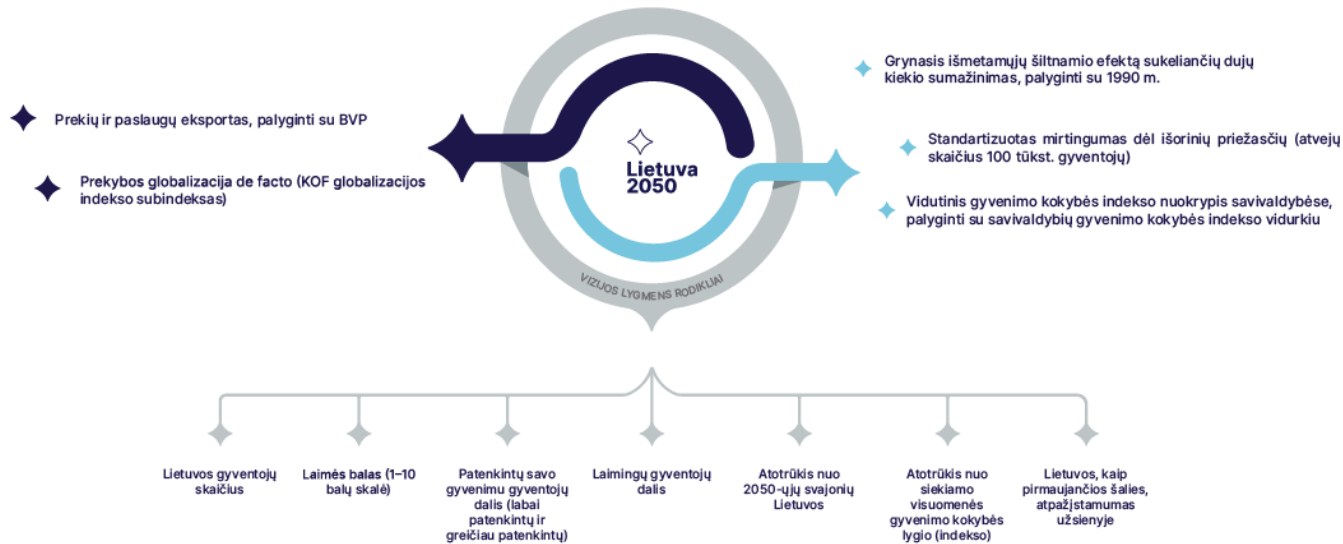 Prekių ir paslaugų eksportas, palyginti su BVP
Prekybos globalizacija de facto (KOF globalizacijos
indekso subindeksas)
Lietuva
2050
Grynasis išmetamųjų šiltnamio efektą sukeliančių dujų
kiekio sumažinimas, palyginti su 1990 m.
Standartizuotas mirtingumas dėl išorinių priežasčių (atvejų
skaičius 100 tūkst. gyventojų)
Vidutinis gyvenimo kokybės indekso nuokrypis savivaldybėse,
palyginti su savivaldybių gyvenimo kokybės indekso vidurkiu
VIZIJOS LYGMENS RODIKLIAI
Lietuvos gyventojų
skaičius
Laimės balas (1–10
balų skalė)
Patenkintų savo
gyvenimu gyventojų
dalis (labai
patenkintų ir
greičiau patenkintų)
Laimingų gyventojų
dalis
Atotrūkis nuo
2050-ųjų svajonių
Lietuvos
Atotrūkis nuo
siekiamo
visuomenės
gyvenimo kokybės
lygio (indekso)
Lietuvos, kaip
pirmaujančios šalies,
atpažįstamumas
užsienyje